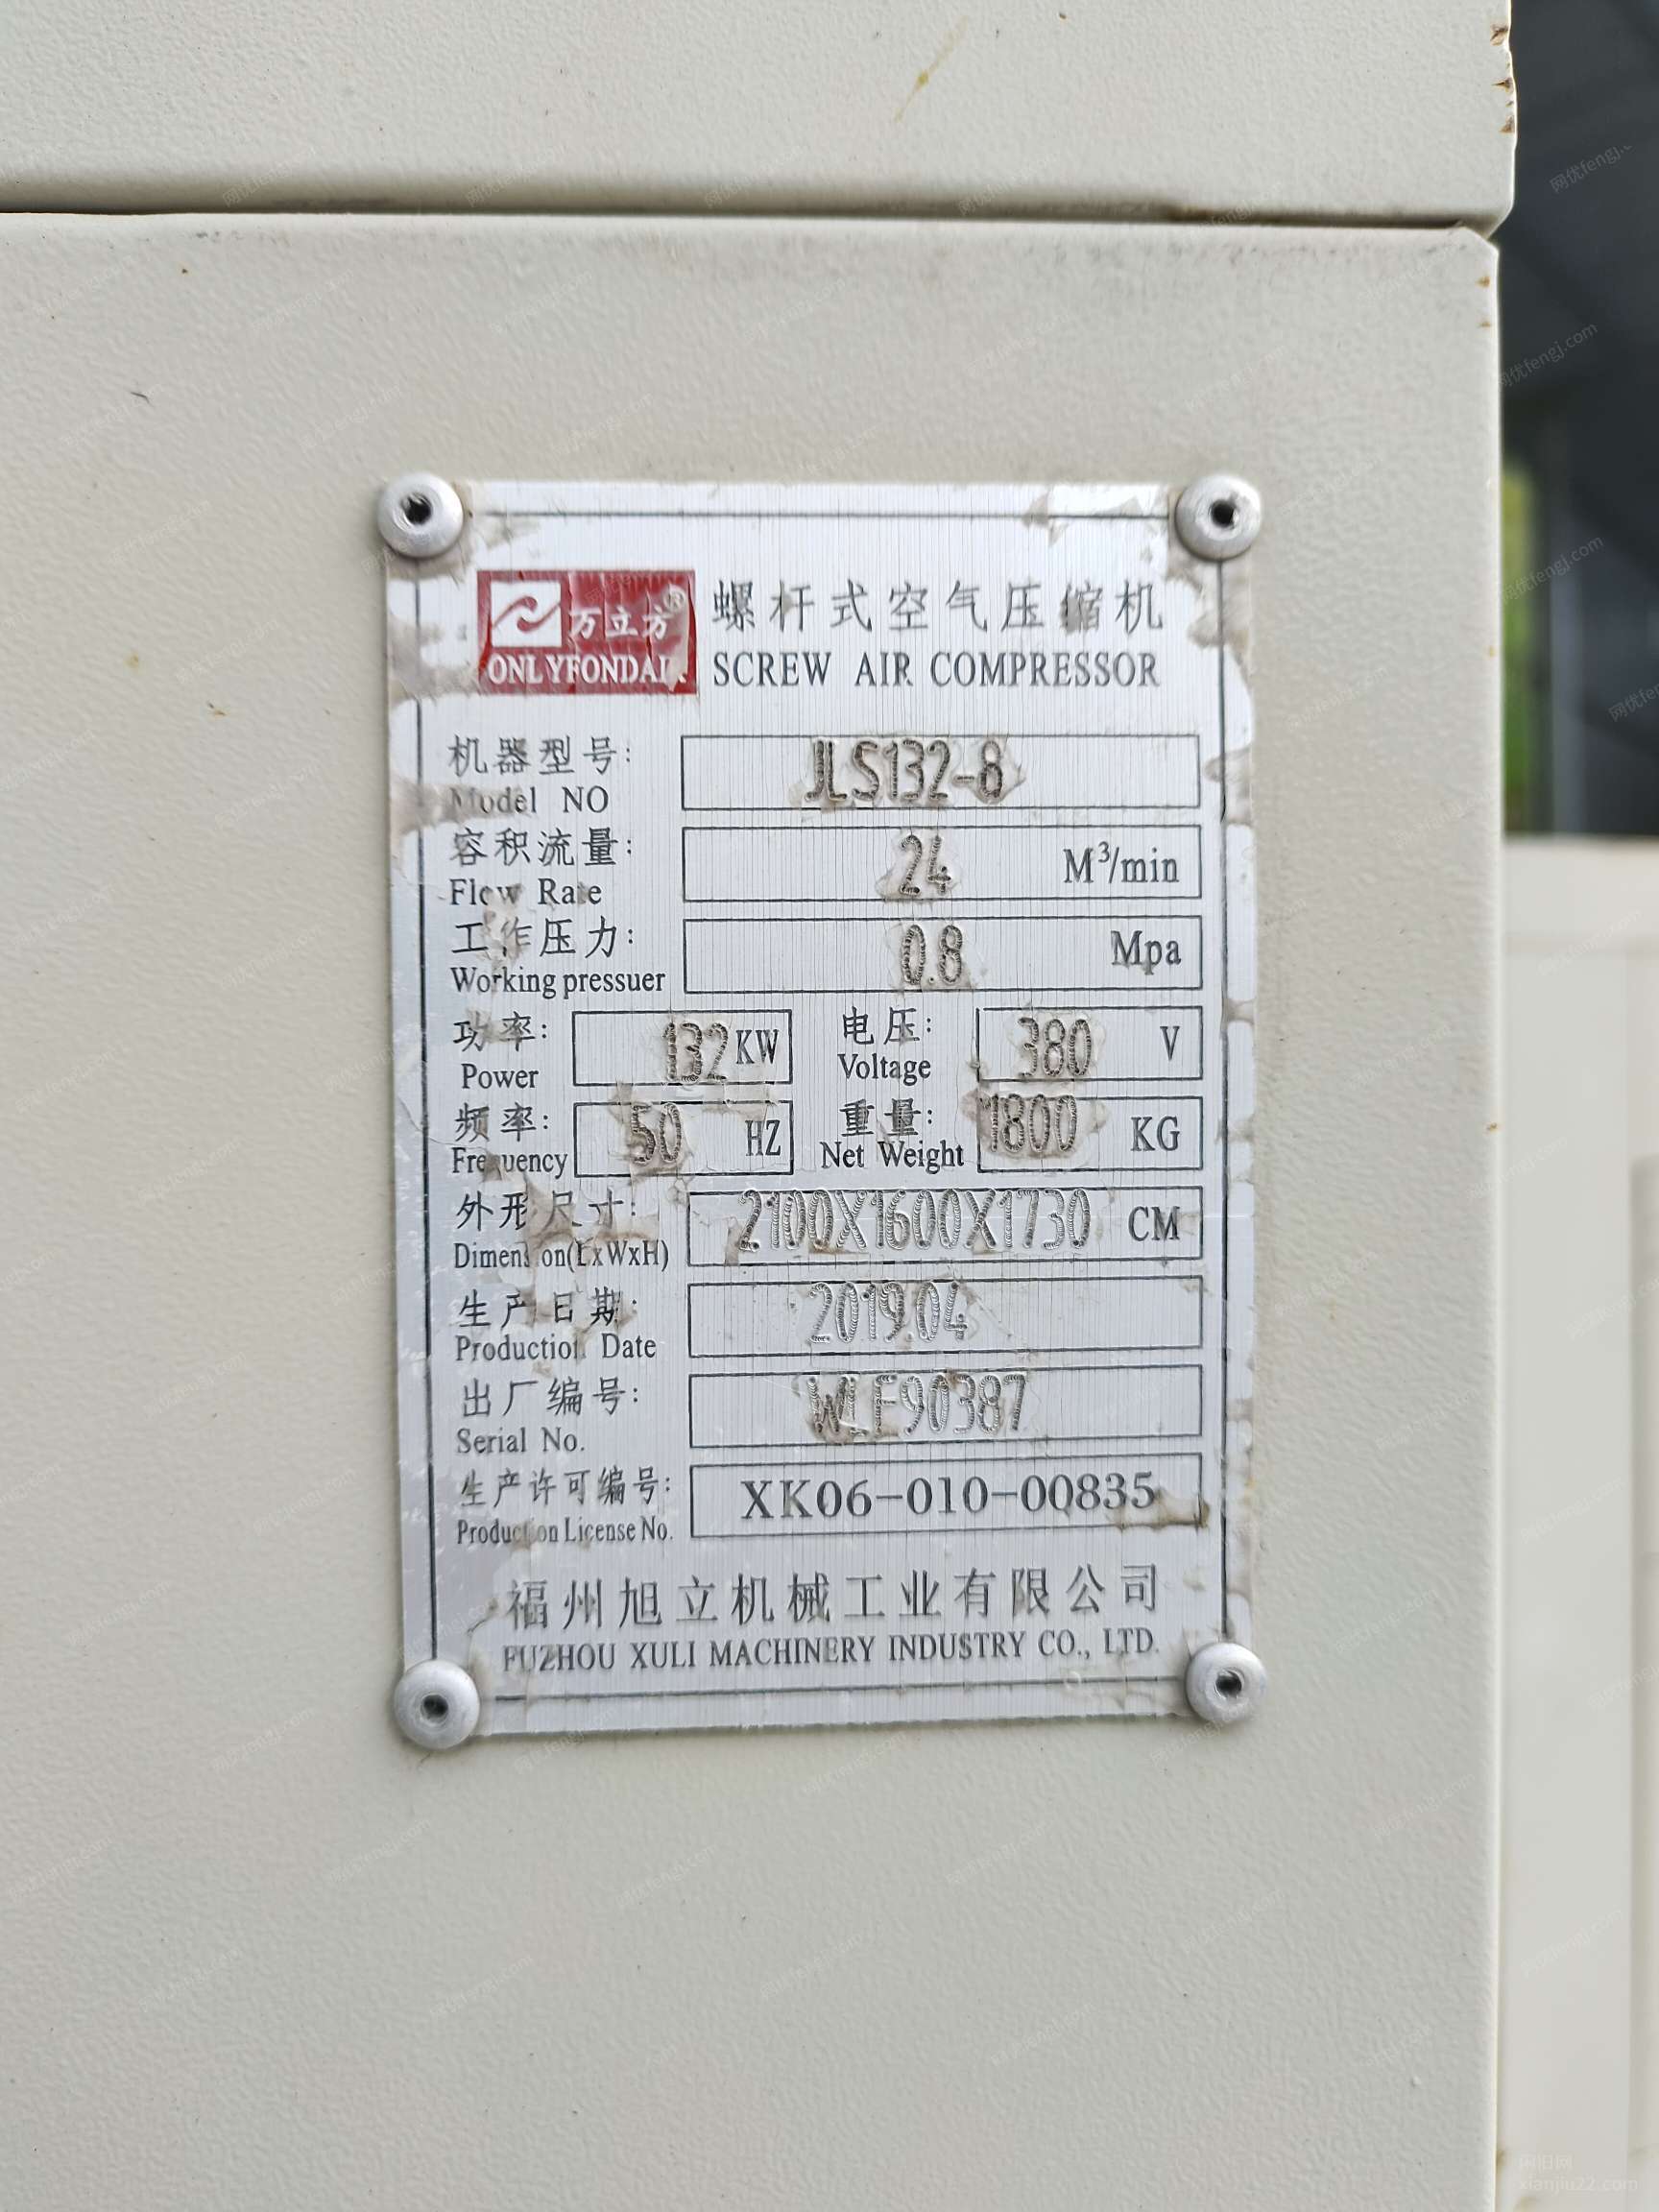 万立方®
ONLYFONDAIR
螺杆式空气压缩机
SCREW AIR COMPRESSOR
机器型号: JLS132-8
Model NO
容积流量: 24 M³/min
Flow Rate
工作压力: 0.8 Mpa
Working pressuer
功率: 132 KW 电压: 380 V
Power Voltage
频率: 50 HZ 重量: 1800 KG
Frequency Net Weight
外形尺寸: 2100X1600X1730 CM
Dimension(LxWxH)
生产日期: 2019.04
Production Date
出厂编号: WLF90387
Serial No.
生产许可编号: XK06-010-00835
Production License No.
福州旭立机械工业有限公司
FUZHOU XULI MACHINERY INDUSTRY CO., LTD.
xianjiu22.com